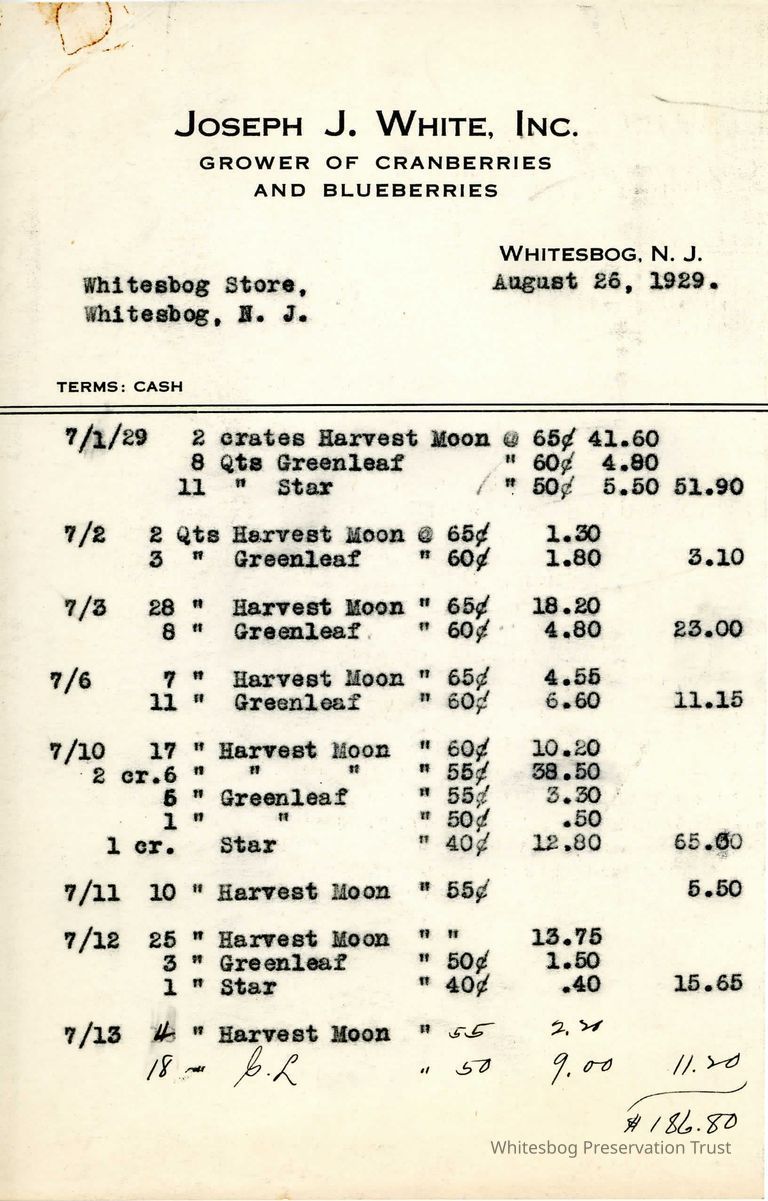 JOSEPH J. WHITE, INC.
GROWER OF CRANBERRIES
AND BLUEBERRIES
WHITESBOG, N. J.
August 26, 1929.
Whitesbog Store,
Whitesbog, N. J.
TERMS: CASH
7/1/29 2 crates Harvest Moon @ 65¢ 41.60
8 Qts Greenleaf " 60¢ 4.80
11 " Star " 50¢ 5.50 51.90
7/2 2 Qts Harvest Moon @ 65¢ 1.30
3 " Greenleaf " 60¢ 1.80 3.10
7/3 28 " Harvest Moon " 65¢ 18.20
8 " Greenleaf " 60¢ 4.80 23.00
7/6 7 " Harvest Moon " 65¢ 4.55
11 " Greenleaf " 60¢ 6.60 11.15
7/10 17 " Harvest Moon " 60¢ 10.20
2 cr.6 " " " " 55¢ 38.50
6 " Greenleaf " 55¢ 3.30
1 " " " 50¢ .50
1 cr. Star " 40¢ 12.80 65.30
7/11 10 " Harvest Moon " 55¢ 5.50
7/12 25 " Harvest Moon " " 13.75
3 " Greenleaf " 50¢ 1.50
1 " Star " 40¢ .40 15.65
7/13 4 " Harvest Moon " 55 2.20
18 " G.L " 50 9.00 11.20
$186.80
Whitesbog Preservation Trust